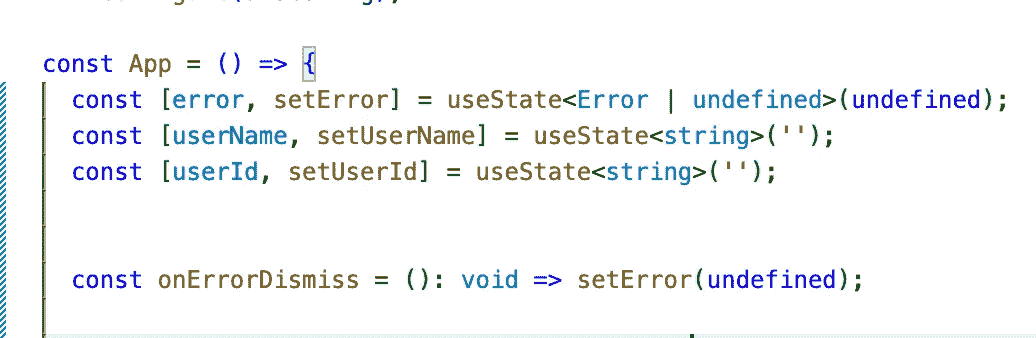 const App = () => {
const [error, setError] = useState<Error | undefined>(undefined);
const [userName, setUserName] = useState<string>('');
const [userId, setUserId] = useState<string>('');
const onErrorDismiss = (): void => setError(undefined);